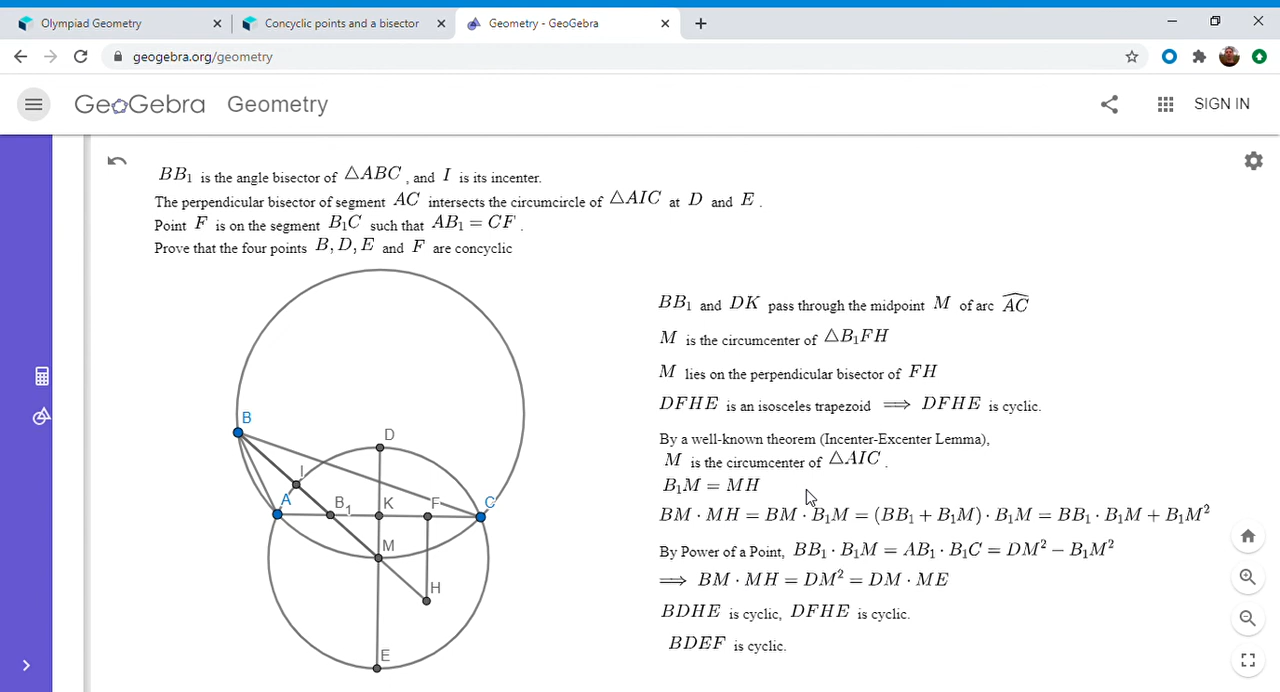 Olympiad Geometry
Concyclic points and a bisector
Geometry - GeoGebra
geogebra.org/geometry
GeoGebra Geometry
SIGN IN
BB₁ is the angle bisector of △ABC , and I is its incenter.
The perpendicular bisector of segment AC intersects the circumcircle of △AIC at D and E .
Point F is on the segment B₁C such that AB₁ = CF .
Prove that the four points B, D, E and F are concyclic
B
D
I
A
B₁
K
F
C
M
H
E
BB₁ and DK pass through the midpoint M of arc A͡C
M is the circumcenter of △B₁FH
M lies on the perpendicular bisector of FH
DFHE is an isosceles trapezoid ⟹ DFHE is cyclic.
By a well-known theorem (Incenter-Excenter Lemma),
M is the circumcenter of △AIC .
B₁M = MH
BM · MH = BM · B₁M = (BB₁ + B₁M) · B₁M = BB₁ · B₁M + B₁M²
By Power of a Point, BB₁ · B₁M = AB₁ · B₁C = DM² − B₁M²
⟹ BM · MH = DM² = DM · ME
BDHE is cyclic, DFHE is cyclic.
BDEF is cyclic.